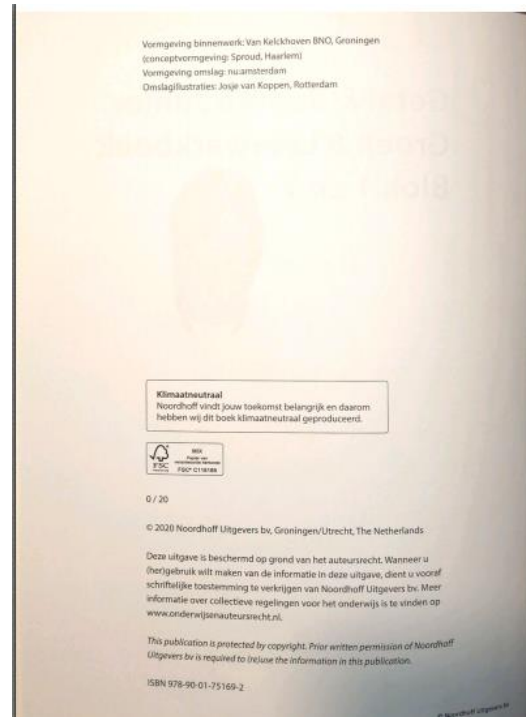 Vormgeving binnenwerk: Van Kelckhoven BNO, Groningen
(conceptvormgeving: Sproud, Haarlem)
Vormgeving omslag: nu:amsterdam
Omslagillustraties: Josje van Koppen, Rotterdam
Klimaatneutraal
Noordhoff vindt jouw toekomst belangrijk en daarom
hebben wij dit boek klimaatneutraal geproduceerd.
FSC
MIX
Papier van
FSC® C118189
0 / 20
© 2020 Noordhoff Uitgevers bv, Groningen/Utrecht, The Netherlands
Deze uitgave is beschermd op grond van het auteursrecht. Wanneer u
(her)gebruik wilt maken van de informatie in deze uitgave, dient u vooraf
schriftelijke toestemming te verkrijgen van Noordhoff Uitgevers bv. Meer
informatie over collectieve regelingen voor het onderwijs is te vinden op
www.onderwijsenauteursrecht.nl.
This publication is protected by copyright. Prior written permission of Noordhoff
Uitgevers bv is required to (re)use the information in this publication.
ISBN 978-90-01-75169-2
© Noordhoff Uitgevers bv